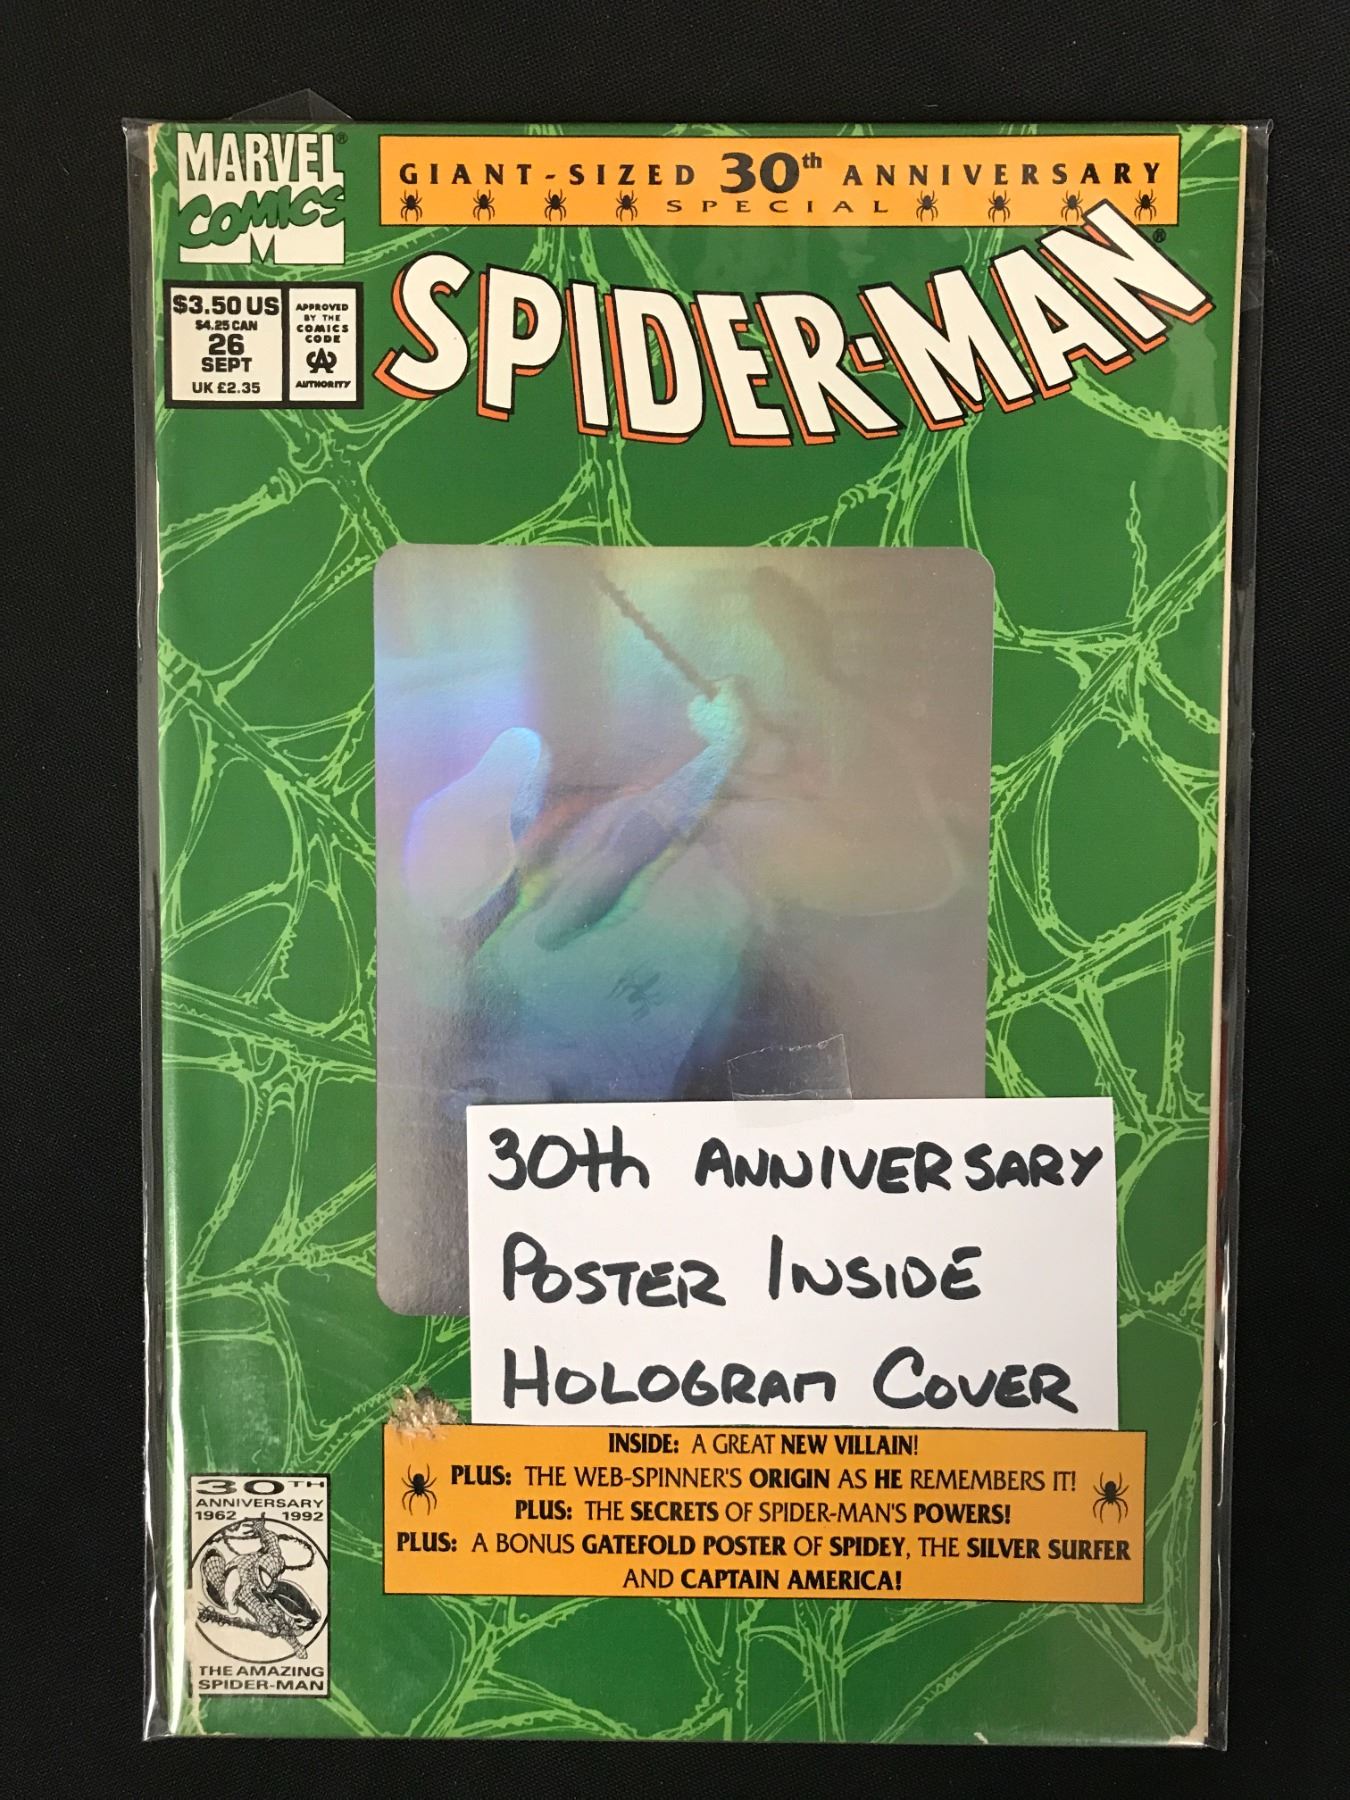 MARVEL®
COMICS
M
GIANT-SIZED 30th ANNIVERSARY
SPECIAL
SPIDER-MAN®
$3.50 US
$4.25 CAN
26
SEPT
UK £2.35
APPROVED
BY THE
COMICS
CODE
CA
AUTHORITY
30th ANNIVERSARY
POSTER INSIDE
HOLOGRAM COVER
INSIDE: A GREAT NEW VILLAIN!
PLUS: THE WEB-SPINNER'S ORIGIN AS HE REMEMBERS IT!
PLUS: THE SECRETS OF SPIDER-MAN'S POWERS!
PLUS: A BONUS GATEFOLD POSTER OF SPIDEY, THE SILVER SURFER
AND CAPTAIN AMERICA!
30TH
ANNIVERSARY
1962 1992
THE AMAZING
SPIDER-MAN